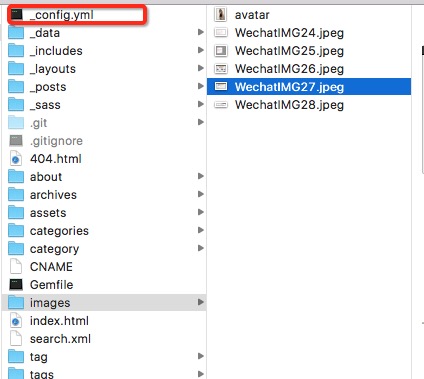 _config.yml
_data
_includes
_layouts
_posts
_sass
.git
.gitignore
404.html
about
archives
assets
categories
category
CNAME
Gemfile
images
index.html
search.xml
tag
tags
avatar
WechatIMG24.jpeg
WechatIMG25.jpeg
WechatIMG26.jpeg
WechatIMG27.jpeg
WechatIMG28.jpeg